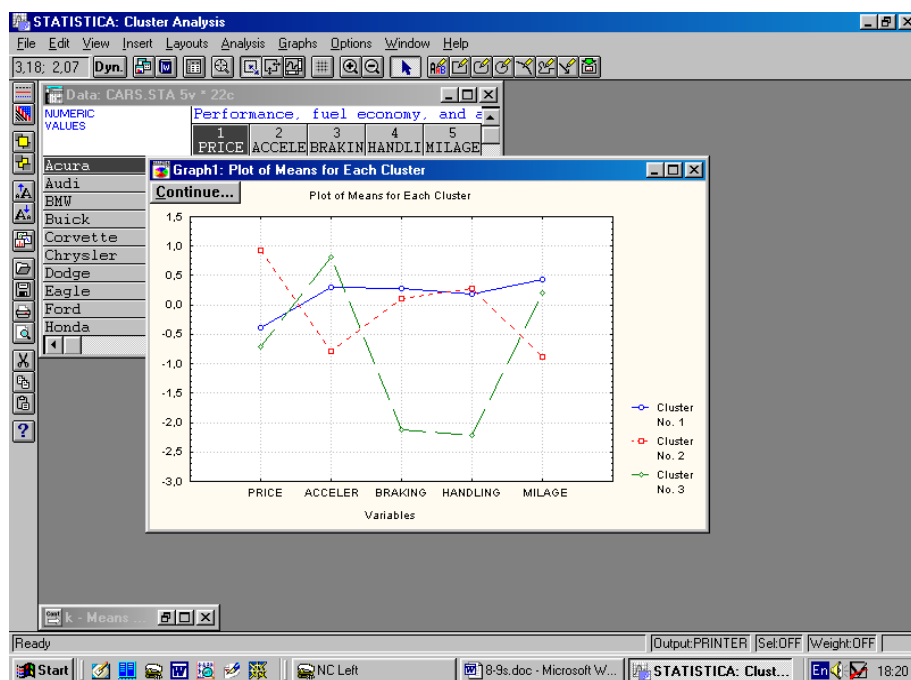 STATISTICA: Cluster Analysis
File Edit View Insert Layouts Analysis Graphs Options Window Help
3,18; 2,07 Dyn.
Data: CARS.STA 5v * 22c
NUMERIC
VALUES
Performance, fuel economy, and a
1 2 3 4 5
PRICE ACCELE BRAKIN HANDLI MILAGE
Acura
Audi
BMW
Buick
Corvette
Chrysler
Dodge
Eagle
Ford
Honda
Graph1: Plot of Means for Each Cluster
Continue...
Plot of Means for Each Cluster
1,5
1,0
0,5
0,0
-0,5
-1,0
-1,5
-2,0
-2,5
-3,0
PRICE ACCELER BRAKING HANDLING MILAGE
Variables
Cluster
No. 1
Cluster
No. 2
Cluster
No. 3
k - Means ...
Ready
Output:PRINTER Sel:OFF Weight:OFF
Start NC Left 8-9s.doc - Microsoft W... STATISTICA: Clust... En 18:20